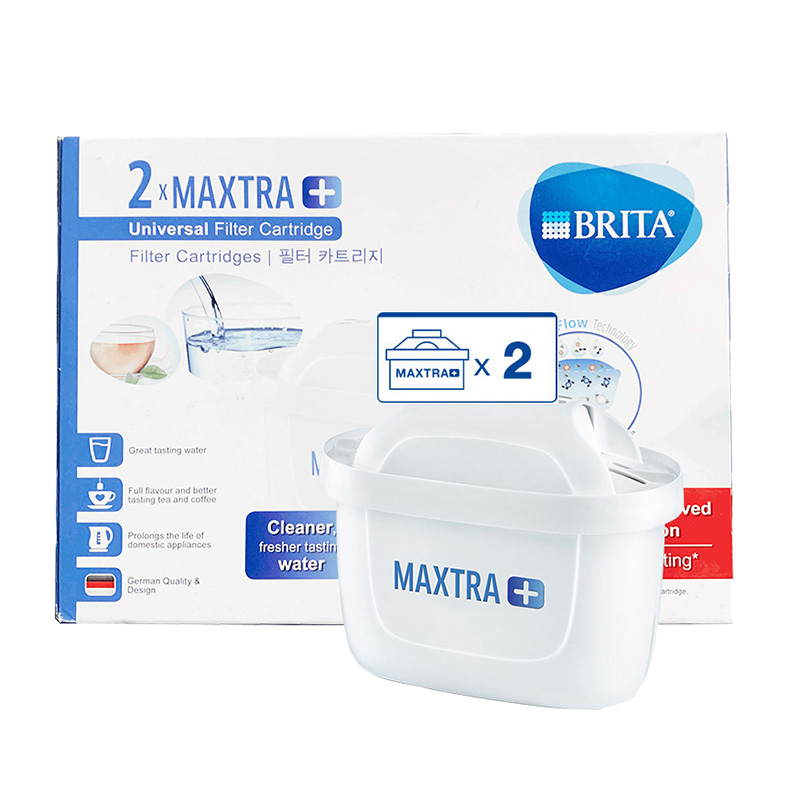 2 x MAXTRA +
Universal Filter Cartridge
Filter Cartridges | 필터 카트리지
BRITA®
Flow Technology
MAXTRA+ x 2
Great tasting water
Full flavour and better
tasting tea and coffee
Prolongs the life of
domestic appliances
German Quality &
Design
Cleaner,
fresher tasting
water
MAXTRA +